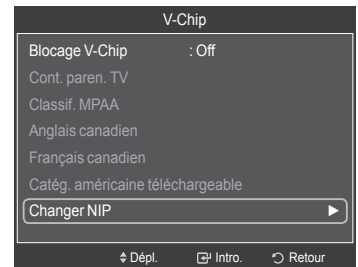 V-Chip
Blocage V-Chip : Off
Cont. paren. TV
Classif. MPAA
Anglais canadien
Français canadien
Catég. américaine téléchargeable
Changer NIP ►
Dépl. Intro. Retour